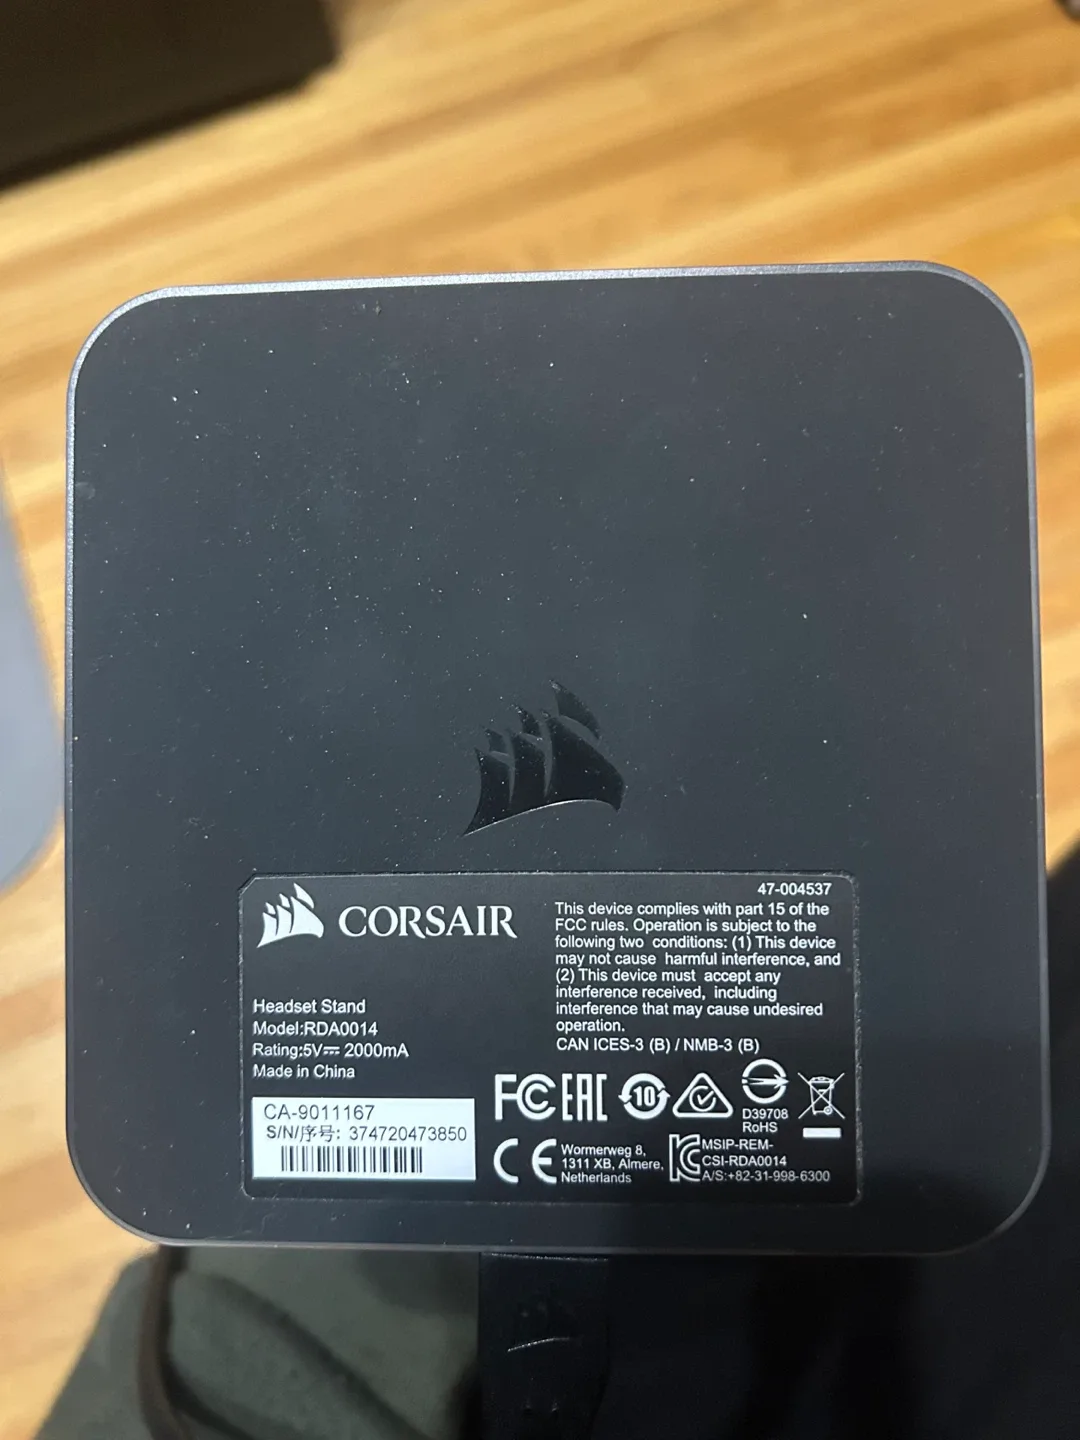 CORSAIR
Headset Stand
Model:RDA0014
Rating:5V⎓ 2000mA
Made in China
CA-9011167
S/N/序号: 374720473850
47-004537
This device complies with part 15 of the
FCC rules. Operation is subject to the
following two conditions: (1) This device
may not cause harmful interference, and
(2) This device must accept any
interference received, including
interference that may cause undesired
operation.
CAN ICES-3 (B) / NMB-3 (B)
FC EAC 10
D39708
RoHS
CE
Wormerweg 8,
1311 XB, Almere,
Netherlands
MSIP-REM-
CSI-RDA0014
A/S:+82-31-998-6300